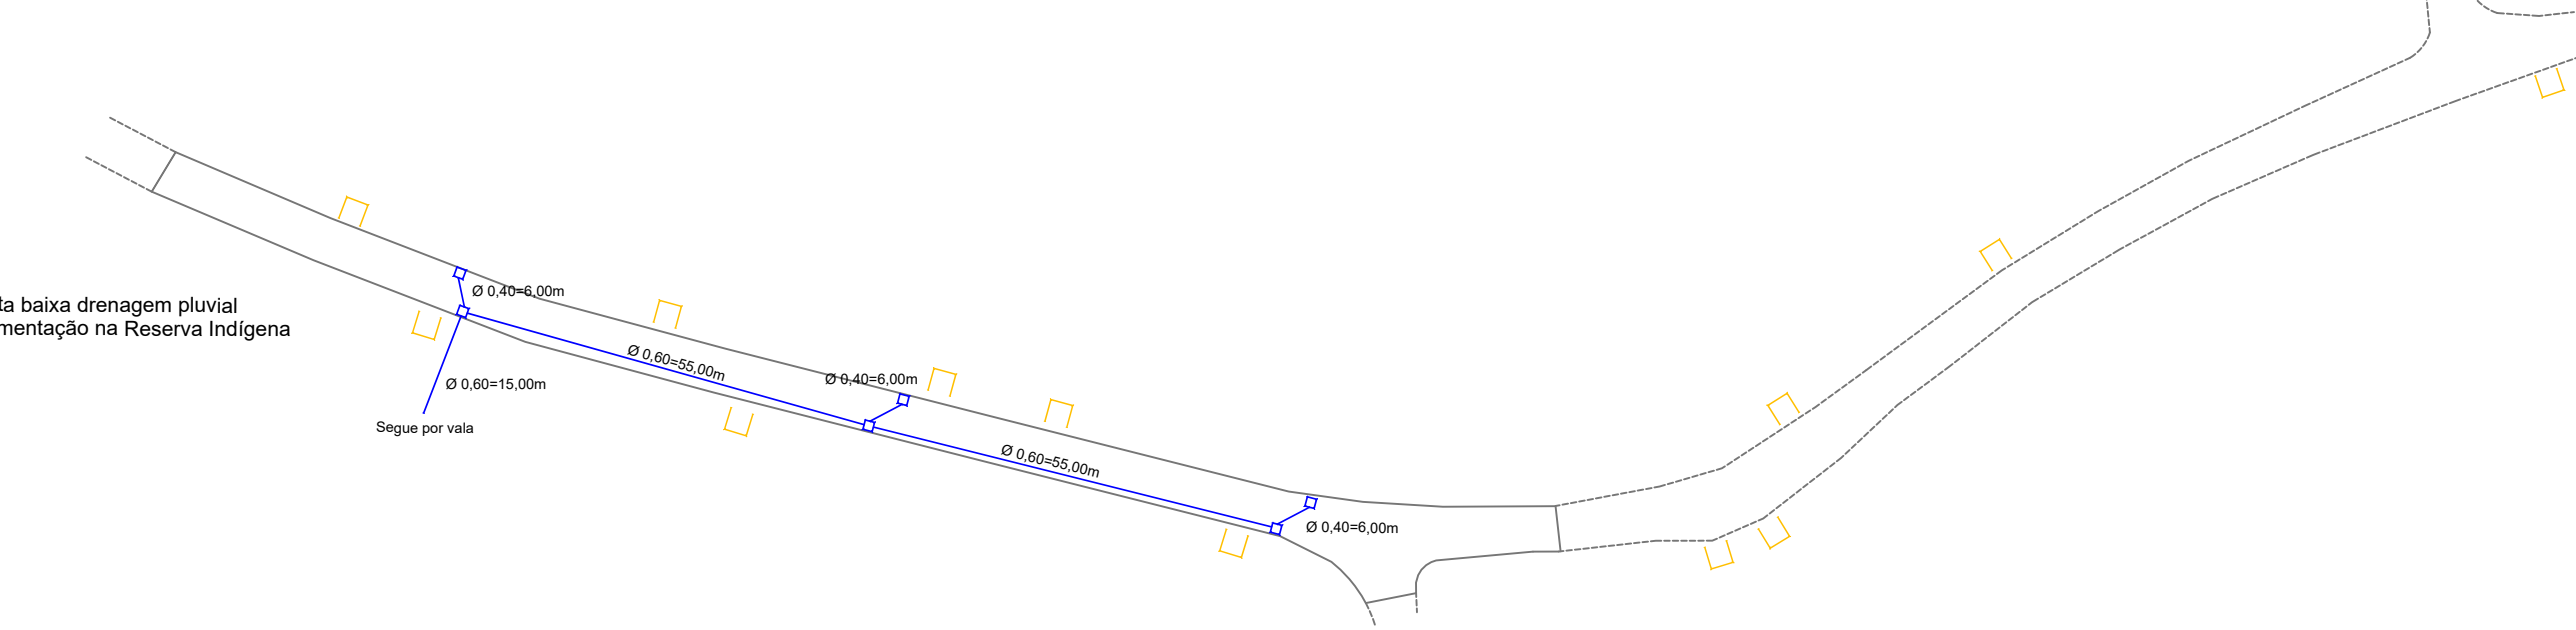 ta baixa drenagem pluvial
mentação na Reserva Indígena
Ø 0,40=6,00m
Ø 0,60=15,00m
Segue por vala
Ø 0,60=55,00m
Ø 0,40=6,00m
Ø 0,60=55,00m
Ø 0,40=6,00m